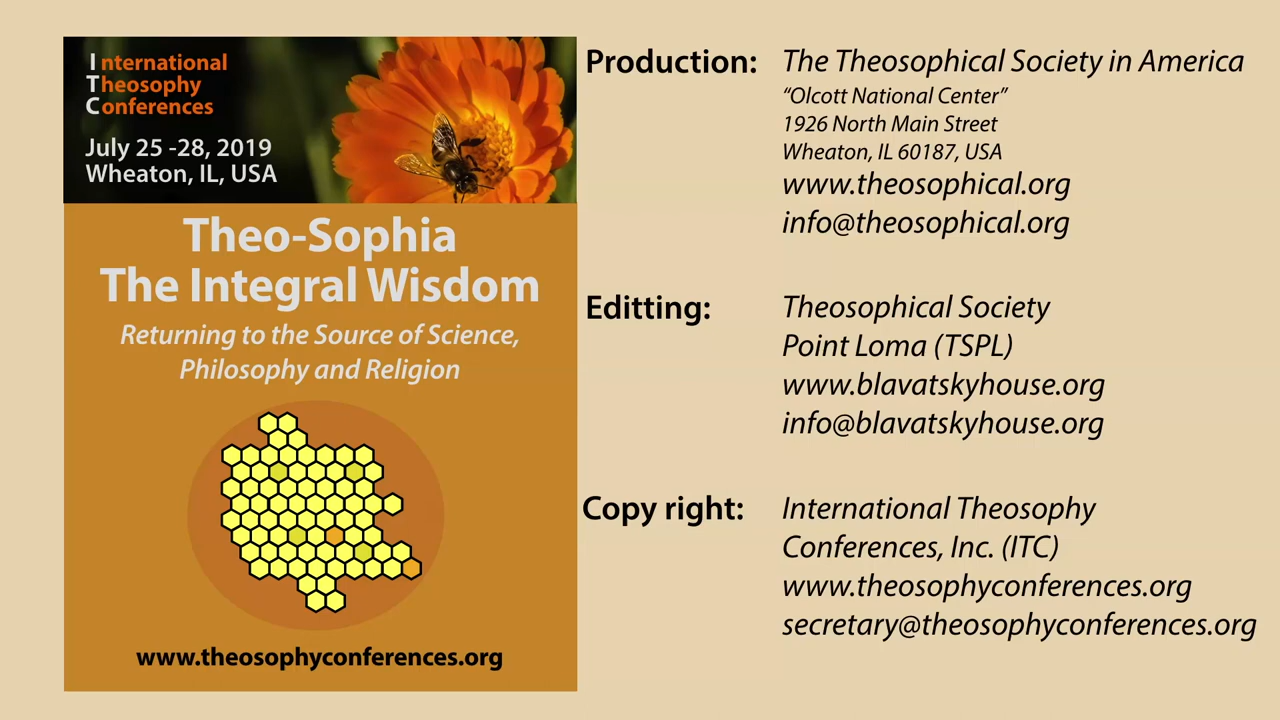 International
Theosophy
Conferences
July 25 -28, 2019
Wheaton, IL, USA
Theo-Sophia
The Integral Wisdom
Returning to the Source of Science,
Philosophy and Religion
www.theosophyconferences.org
Production: The Theosophical Society in America
“Olcott National Center”
1926 North Main Street
Wheaton, IL 60187, USA
www.theosophical.org
info@theosophical.org
Editting: Theosophical Society
Point Loma (TSPL)
www.blavatskyhouse.org
info@blavatskyhouse.org
Copy right: International Theosophy
Conferences, Inc. (ITC)
www.theosophyconferences.org
secretary@theosophyconferences.org